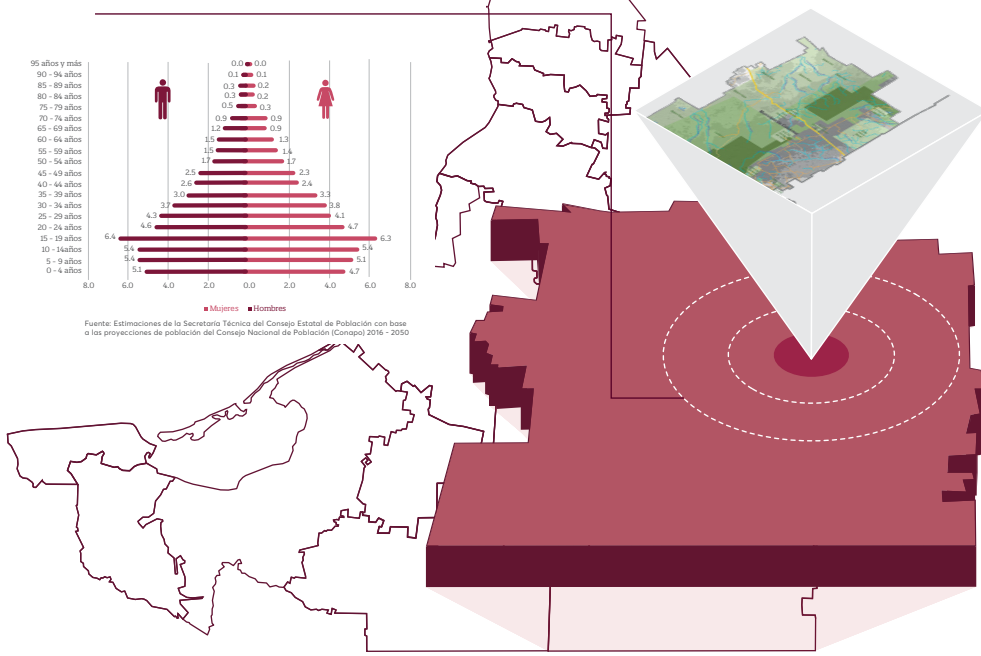 95 años y más 0.0 0.0
90 - 94 años 0.1 0.1
85 - 89 años 0.3 0.2
80 - 84 años 0.3 0.2
75 - 79 años 0.5 0.3
70 - 74 años 0.9 0.9
65 - 69 años 1.2 0.9
60 - 64 años 1.5 1.3
55 - 59 años 1.5 1.4
50 - 54 años 1.7 1.7
45 - 49 años 2.5 2.3
40 - 44 años 2.6 2.4
35 - 39 años 3.0 3.3
30 - 34 años 3.7 3.8
25 - 29 años 4.3 4.1
20 - 24 años 4.6 4.7
15 - 19 años 6.4 6.3
10 - 14años 5.4 5.4
5 - 9 años 5.4 5.1
0 - 4 años 5.1 4.7
8.0 6.0 4.0 2.0 0.0 2.0 4.0 6.0 8.0
Mujeres Hombres
Fuente: Estimaciones de la Secretaría Técnica del Consejo Estatal de Población con base
a las proyecciones de población del Consejo Nacional de Población (Conapo) 2016 - 2050